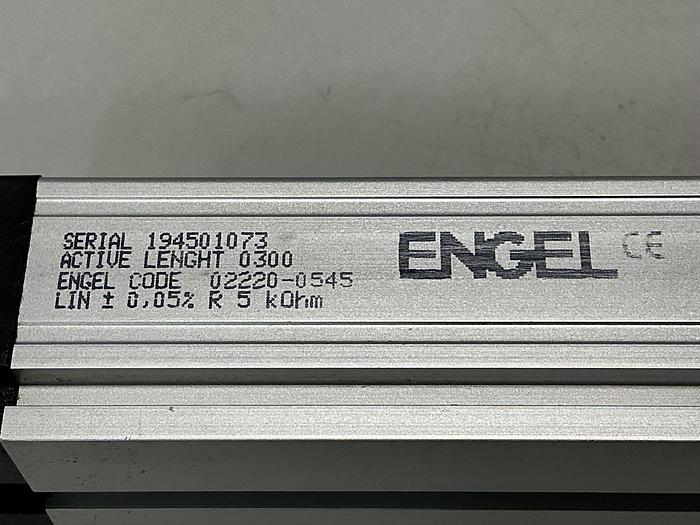 SERIAL 194501073
ACTIVE LENGHT 0300
ENGEL CODE 02220-0545
LIN ± 0,05% R 5 kOhm
ENGEL CE